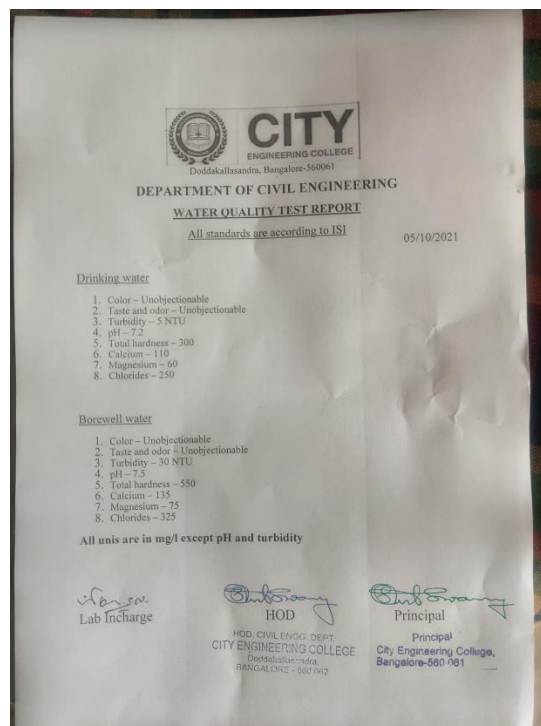 CITY
ENGINEERING COLLEGE
Doddakallasandra, Bangalore-560061
DEPARTMENT OF CIVIL ENGINEERING
WATER QUALITY TEST REPORT
All standards are according to ISI
05/10/2021
Drinking water
1. Color – Unobjectionable
2. Taste and odor – Unobjectionable
3. Turbidity – 5 NTU
4. pH – 7.2
5. Total hardness – 300
6. Calcium – 110
7. Magnesium – 60
8. Chlorides – 250
Borewell water
1. Color – Unobjectionable
2. Taste and odor – Unobjectionable
3. Turbidity – 30 NTU
4. pH – 7.5
5. Total hardness – 550
6. Calcium – 135
7. Magnesium – 75
8. Chlorides – 325
All unis are in mg/l except pH and turbidity
Lab Incharge
HOD
Principal
HOD, CIVIL ENGG. DEPT.
CITY ENGINEERING COLLEGE
Doddakallasandra,
BANGALORE - 560 062
Principal
City Engineering College,
Bangalore-560 061